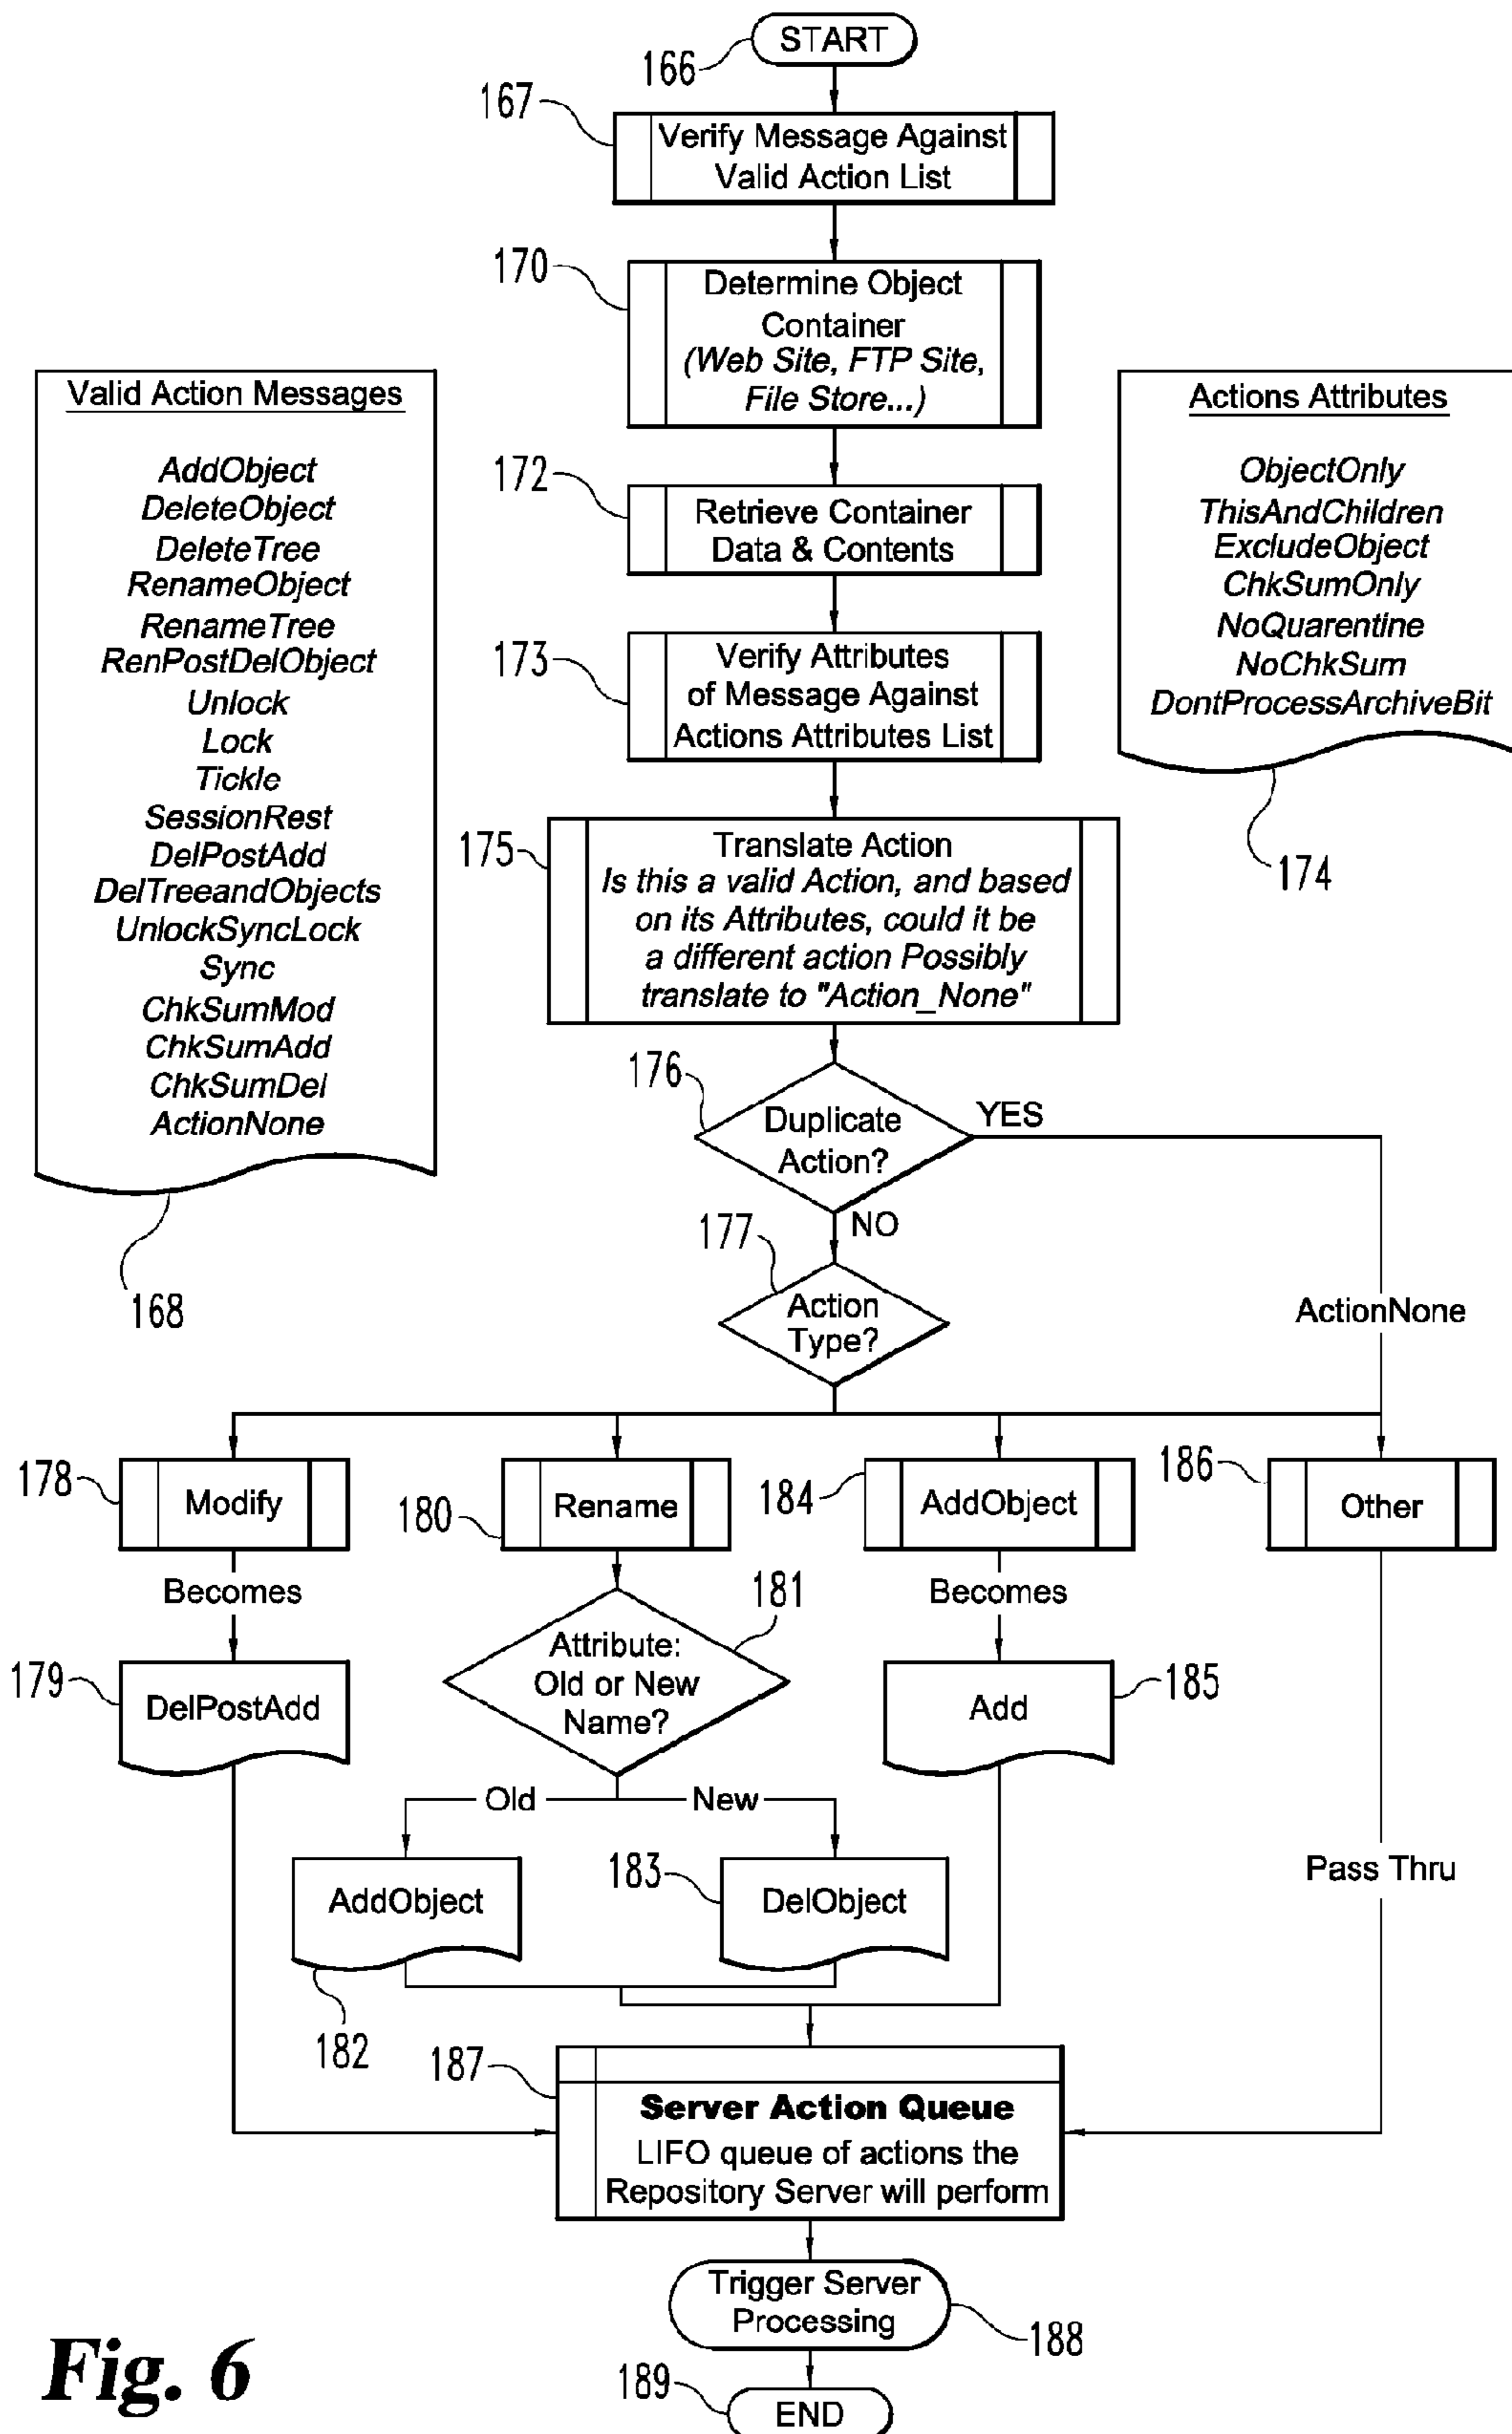 START
166
167
Verify Message Against
Valid Action List
170
Determine Object
Container
(Web Site, FTP Site,
File Store...)
Valid Action Messages
AddObject
DeleteObject
DeleteTree
RenameObject
RenameTree
RenPostDelObject
Unlock
Lock
Tickle
SessionRest
DelPostAdd
DelTreeandObjects
UnlockSyncLock
Sync
ChkSumMod
ChkSumAdd
ChkSumDel
ActionNone
168
Actions Attributes
ObjectOnly
ThisAndChildren
ExcludeObject
ChkSumOnly
NoQuarentine
NoChkSum
DontProcessArchiveBit
174
172
Retrieve Container
Data & Contents
173
Verify Attributes
of Message Against
Actions Attributes List
175
Translate Action
Is this a valid Action, and based
on its Attributes, could it be
a different action Possibly
translate to "Action_None"
176
Duplicate
Action?
YES
NO
177
Action
Type?
ActionNone
178
Modify
180
Rename
184
AddObject
186
Other
Becomes
181
Becomes
Attribute:
Old or New
Name?
179
DelPostAdd
Add
185
Old
New
AddObject
182
183
DelObject
Pass Thru
187
Server Action Queue
LIFO queue of actions the
Repository Server will perform
Trigger Server
Processing
188
189
END
Fig. 6